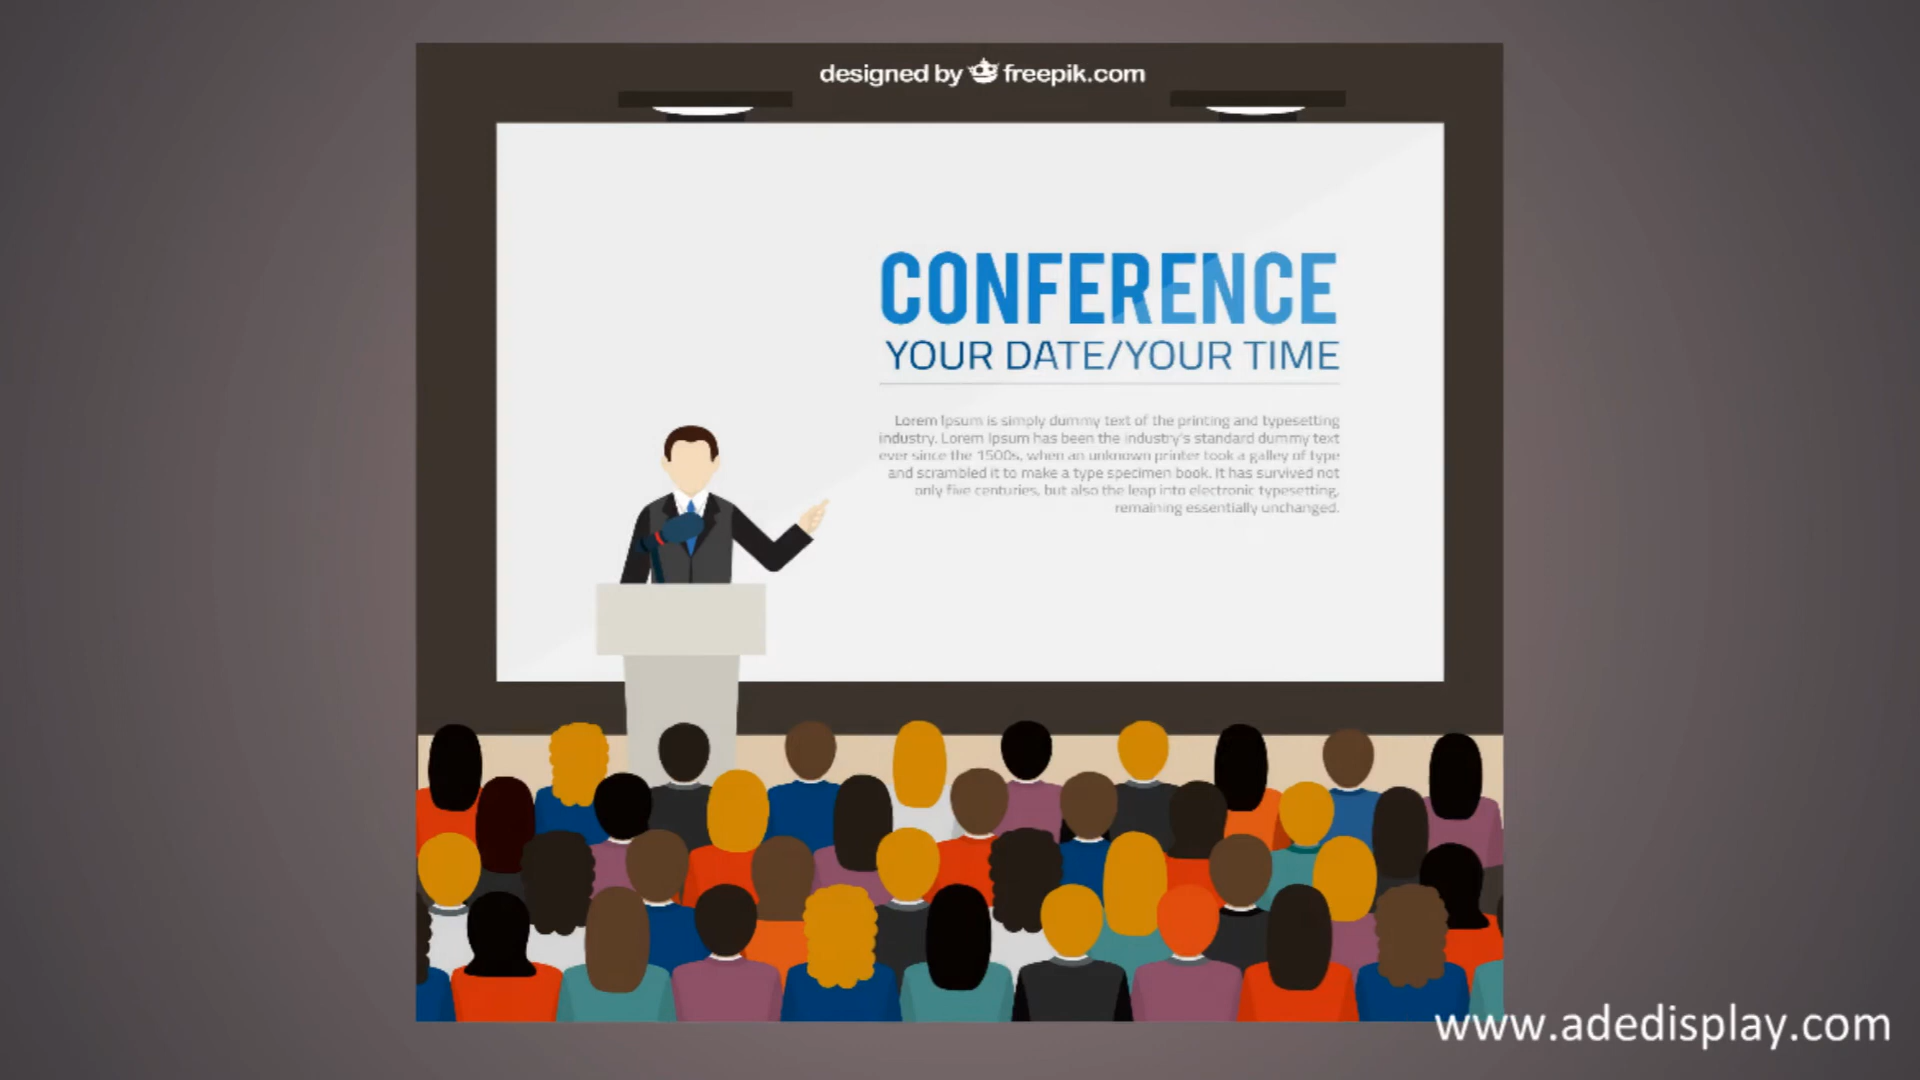 designed by freepik.com
CONFERENCE
YOUR DATE/YOUR TIME
Lorem Ipsum is simply dummy text of the printing and typesetting
industry. Lorem Ipsum has been the industry's standard dummy text
ever since the 1500s, when an unknown printer took a galley of type
and scrambled it to make a type specimen book. It has survived not
only five centuries, but also the leap into electronic typesetting,
remaining essentially unchanged.
www.adedisplay.com